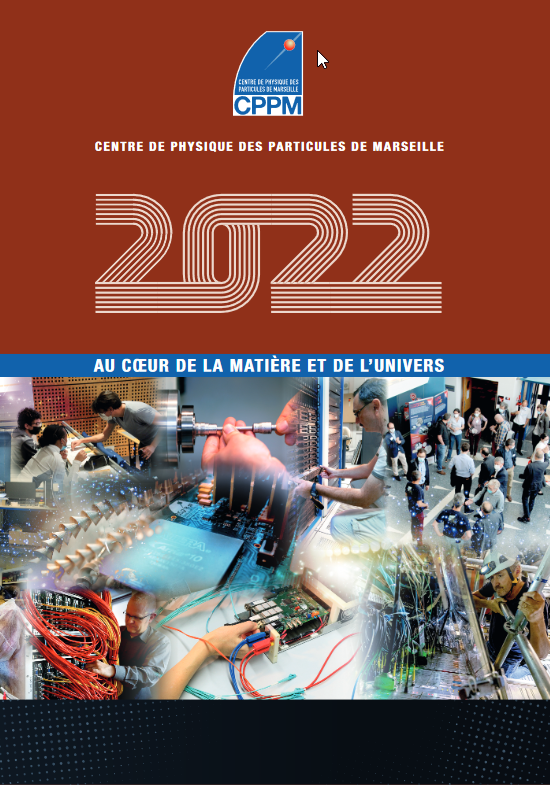 CENTRE DE PHYSIQUE DES
PARTICULES DE MARSEILLE
CPPM
CENTRE DE PHYSIQUE DES PARTICULES DE MARSEILLE
2022
AU CŒUR DE LA MATIÈRE ET DE L'UNIVERS